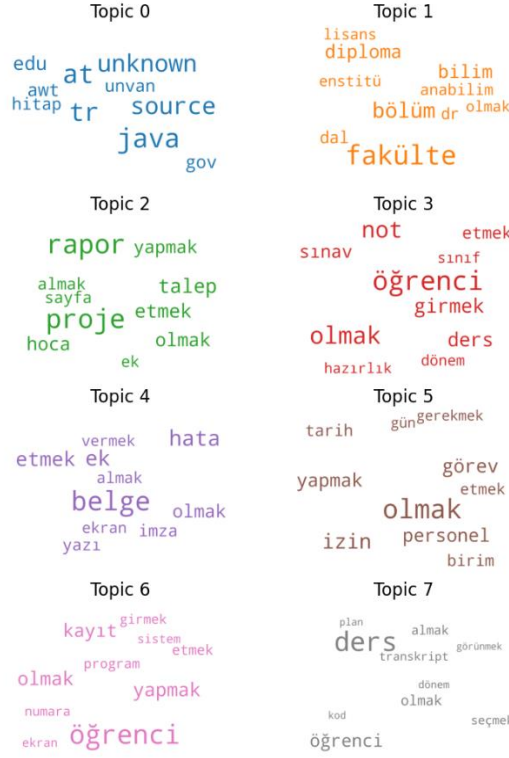 Topic 0
edu
at
unknown
awt
unvan
hitap
tr
source
java
gov
Topic 1
lisans
diploma
enstitü
bilim
anabilim
bölüm
dr
olmak
dal
fakülte
Topic 2
rapor
yapmak
almak
sayfa
talep
proje
etmek
hoca
olmak
ek
Topic 3
not
etmek
sınav
sınıf
öğrenci
girmek
olmak
ders
hazırlık
dönem
Topic 4
vermek
hata
etmek
ek
almak
belge
olmak
ekran
imza
yazı
Topic 5
tarih
gün
gerekmek
yapmak
görev
etmek
olmak
izin
personel
birim
Topic 6
kayıt
girmek
sistem
etmek
program
olmak
yapmak
numara
ekran
öğrenci
Topic 7
plan
ders
almak
transkript
görünmek
dönem
olmak
kod
seçmek
öğrenci